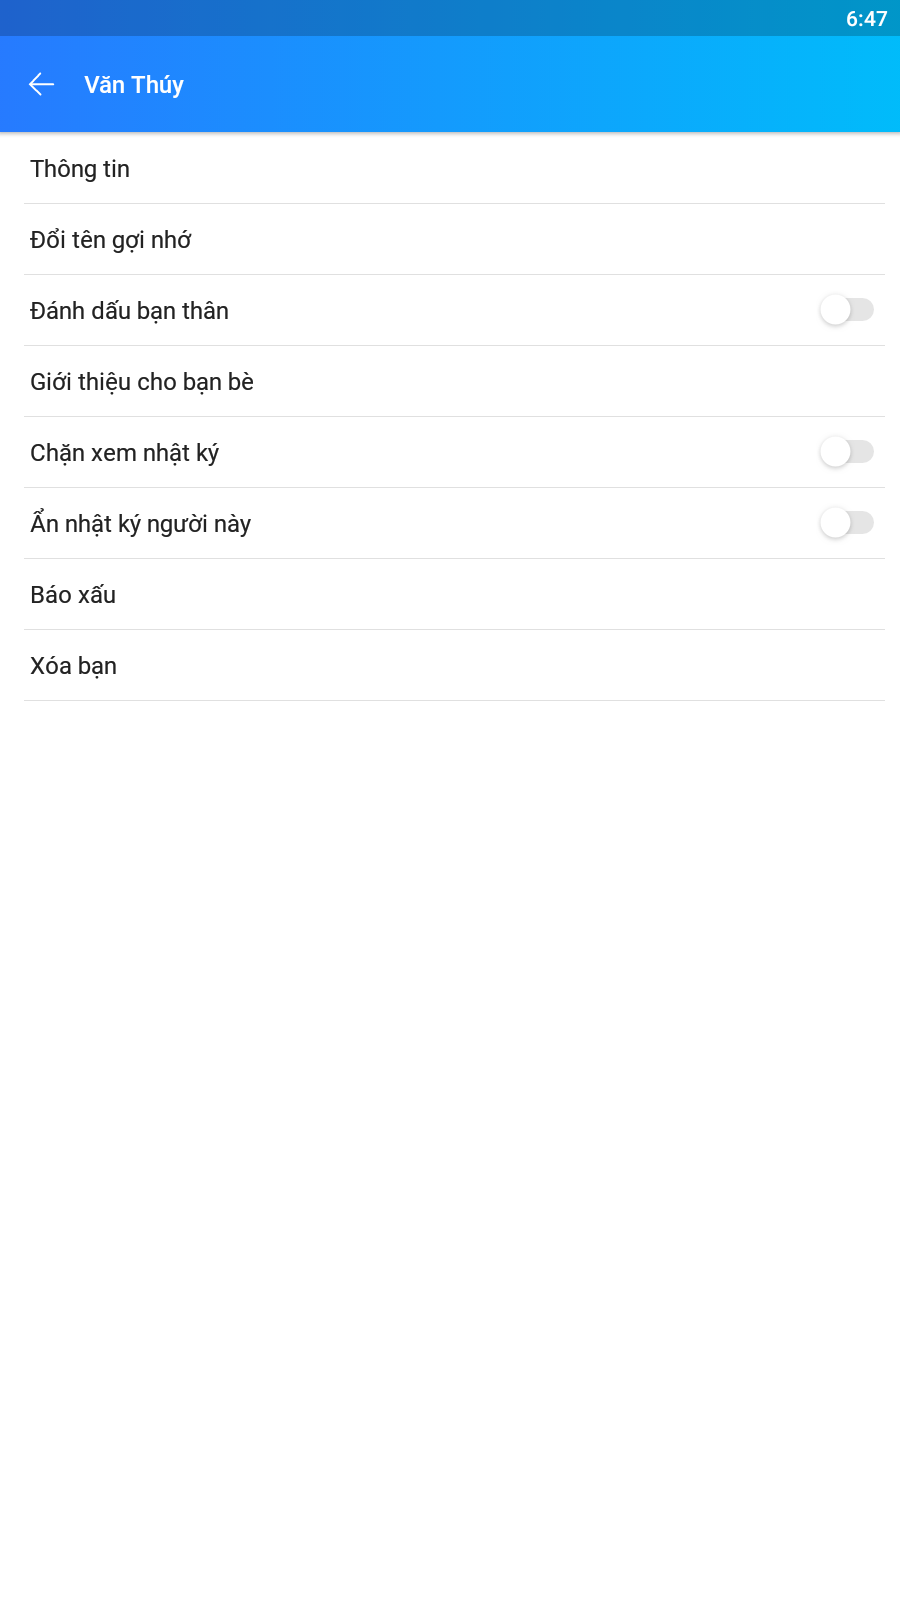 6:47
Văn Thúy
Thông tin
Đổi tên gợi nhớ
Đánh dấu bạn thân
Giới thiệu cho bạn bè
Chặn xem nhật ký
Ẩn nhật ký người này
Báo xấu
Xóa bạn